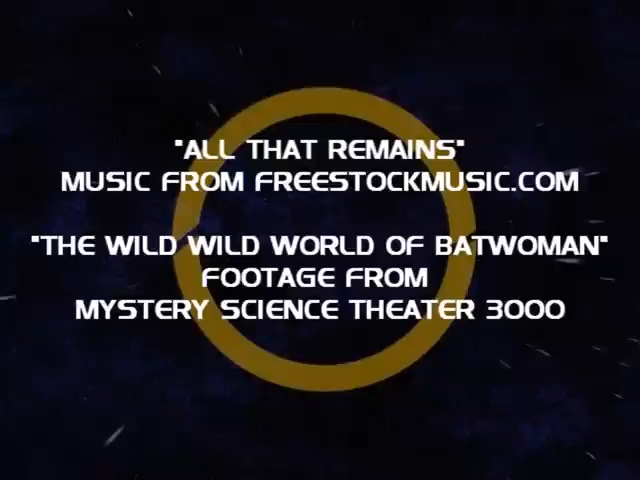 "ALL THAT REMAINS"
MUSIC FROM FREESTOCKMUSIC.COM
"THE WILD WILD WORLD OF BATWOMAN"
FOOTAGE FROM
MYSTERY SCIENCE THEATER 3000